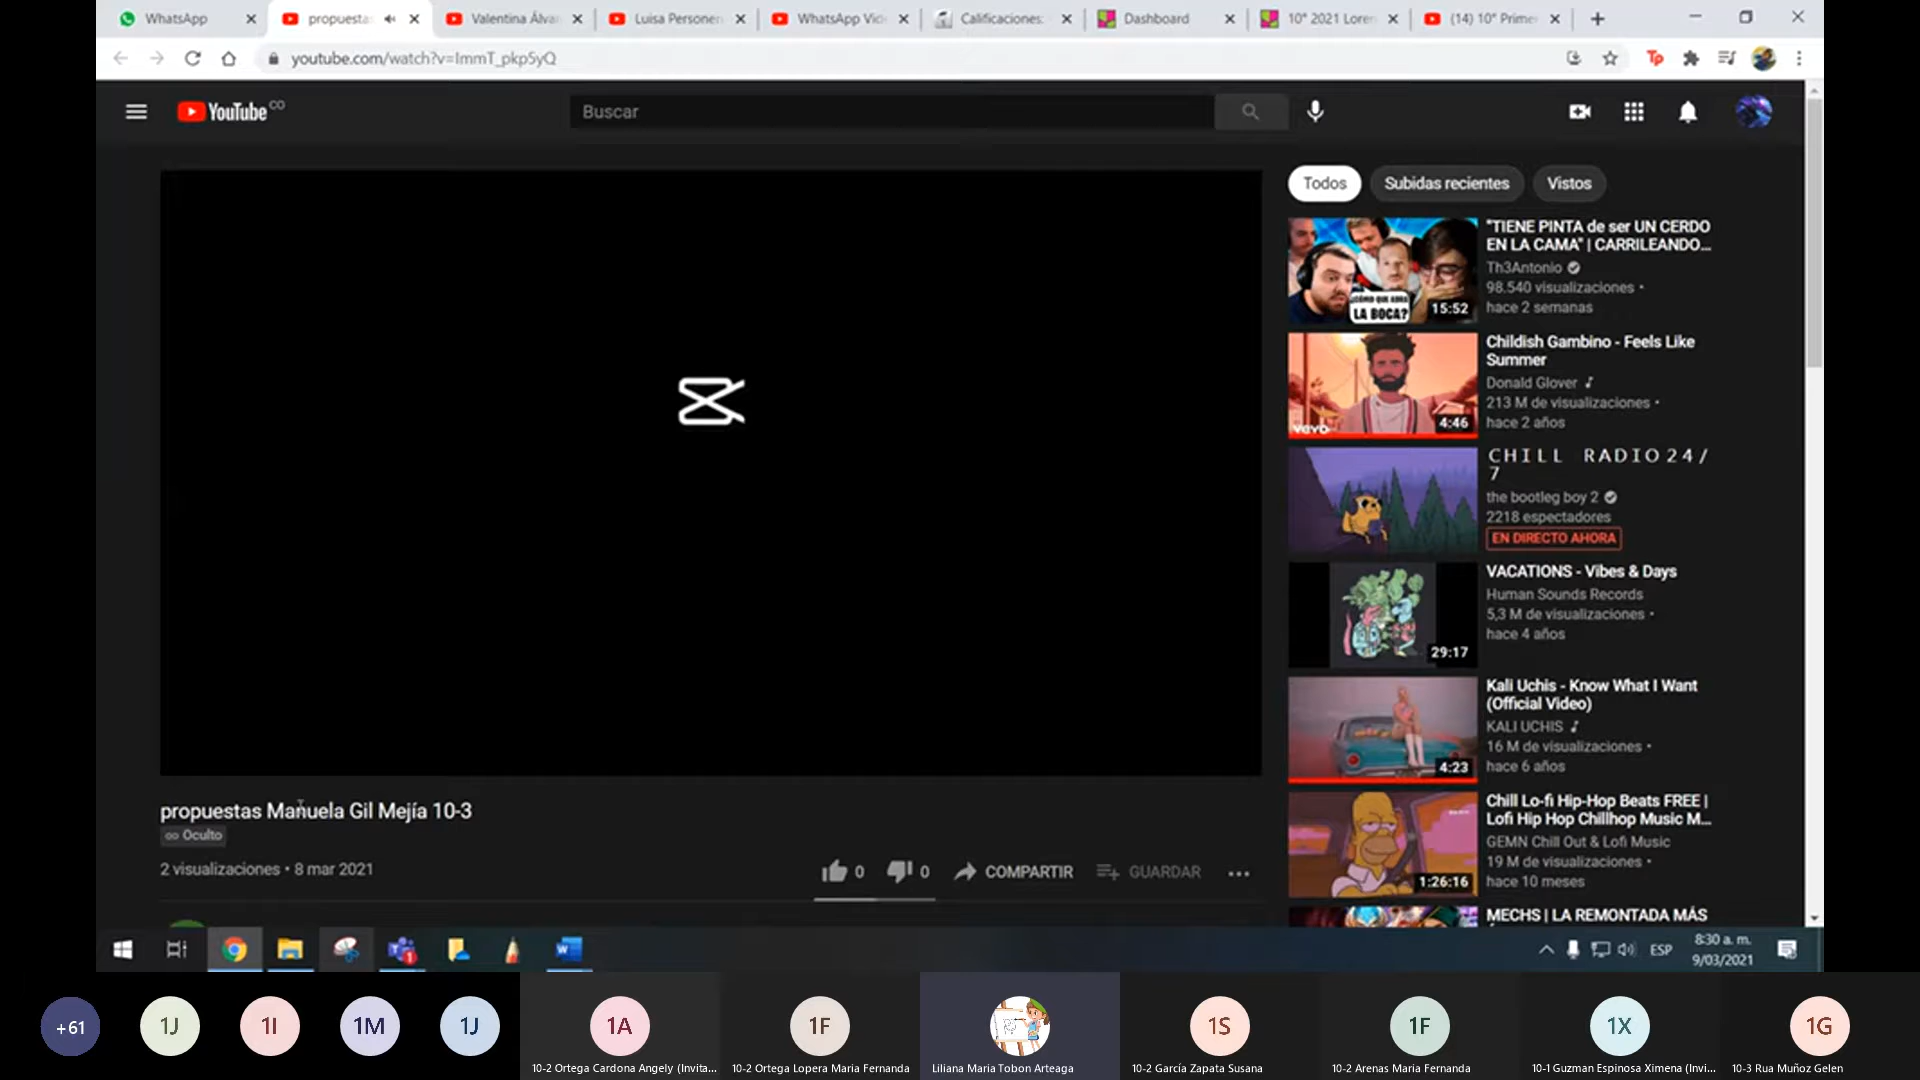 WhatsApp
propuesta
Valentina Álva
Luisa Personer
WhatsApp Vid
Calificaciones:
Dashboard
10° 2021 Loren
(14) 10° Prime
youtube.com/watch?v=ImmT_pkp5yQ
YouTube CO
Buscar
Todos
Subidas recientes
Vistos
"TIENE PINTA de ser UN CERDO
EN LA CAMA" | CARRILEANDO...
Th3Antonio
98.540 visualizaciones •
hace 2 semanas
LA BOCA?
15:52
Childish Gambino - Feels Like
Summer
Donald Glover
213 M de visualizaciones •
hace 2 años
vevo
4:46
CHILL RADIO 24/
7
the bootleg boy 2
2218 espectadores
EN DIRECTO AHORA
VACATIONS - Vibes & Days
Human Sounds Records
5,3 M de visualizaciones •
hace 4 años
29:17
Kali Uchis - Know What I Want
(Official Video)
KALI UCHIS
16 M de visualizaciones •
hace 6 años
4:23
Chill Lo-fi Hip-Hop Beats FREE |
Lofi Hip Hop Chillhop Music M...
GEMN Chill Out & Lofi Music
19 M de visualizaciones •
hace 10 meses
1:26:16
MECHS | LA REMONTADA MÁS
propuestas Manuela Gil Mejía 10-3
Oculto
2 visualizaciones • 8 mar 2021
0
0
COMPARTIR
GUARDAR
ESP
8:30 a. m.
9/03/2021
+61
1J
1I
1M
1J
1A
10-2 Ortega Cardona Angely (Invita...
1F
10-2 Ortega Lopera Maria Fernanda
Liliana Maria Tobon Arteaga
1S
10-2 García Zapata Susana
1F
10-2 Arenas Maria Fernanda
1X
10-1 Guzman Espinosa Ximena (Invi...
1G
10-3 Rua Muñoz Gelen